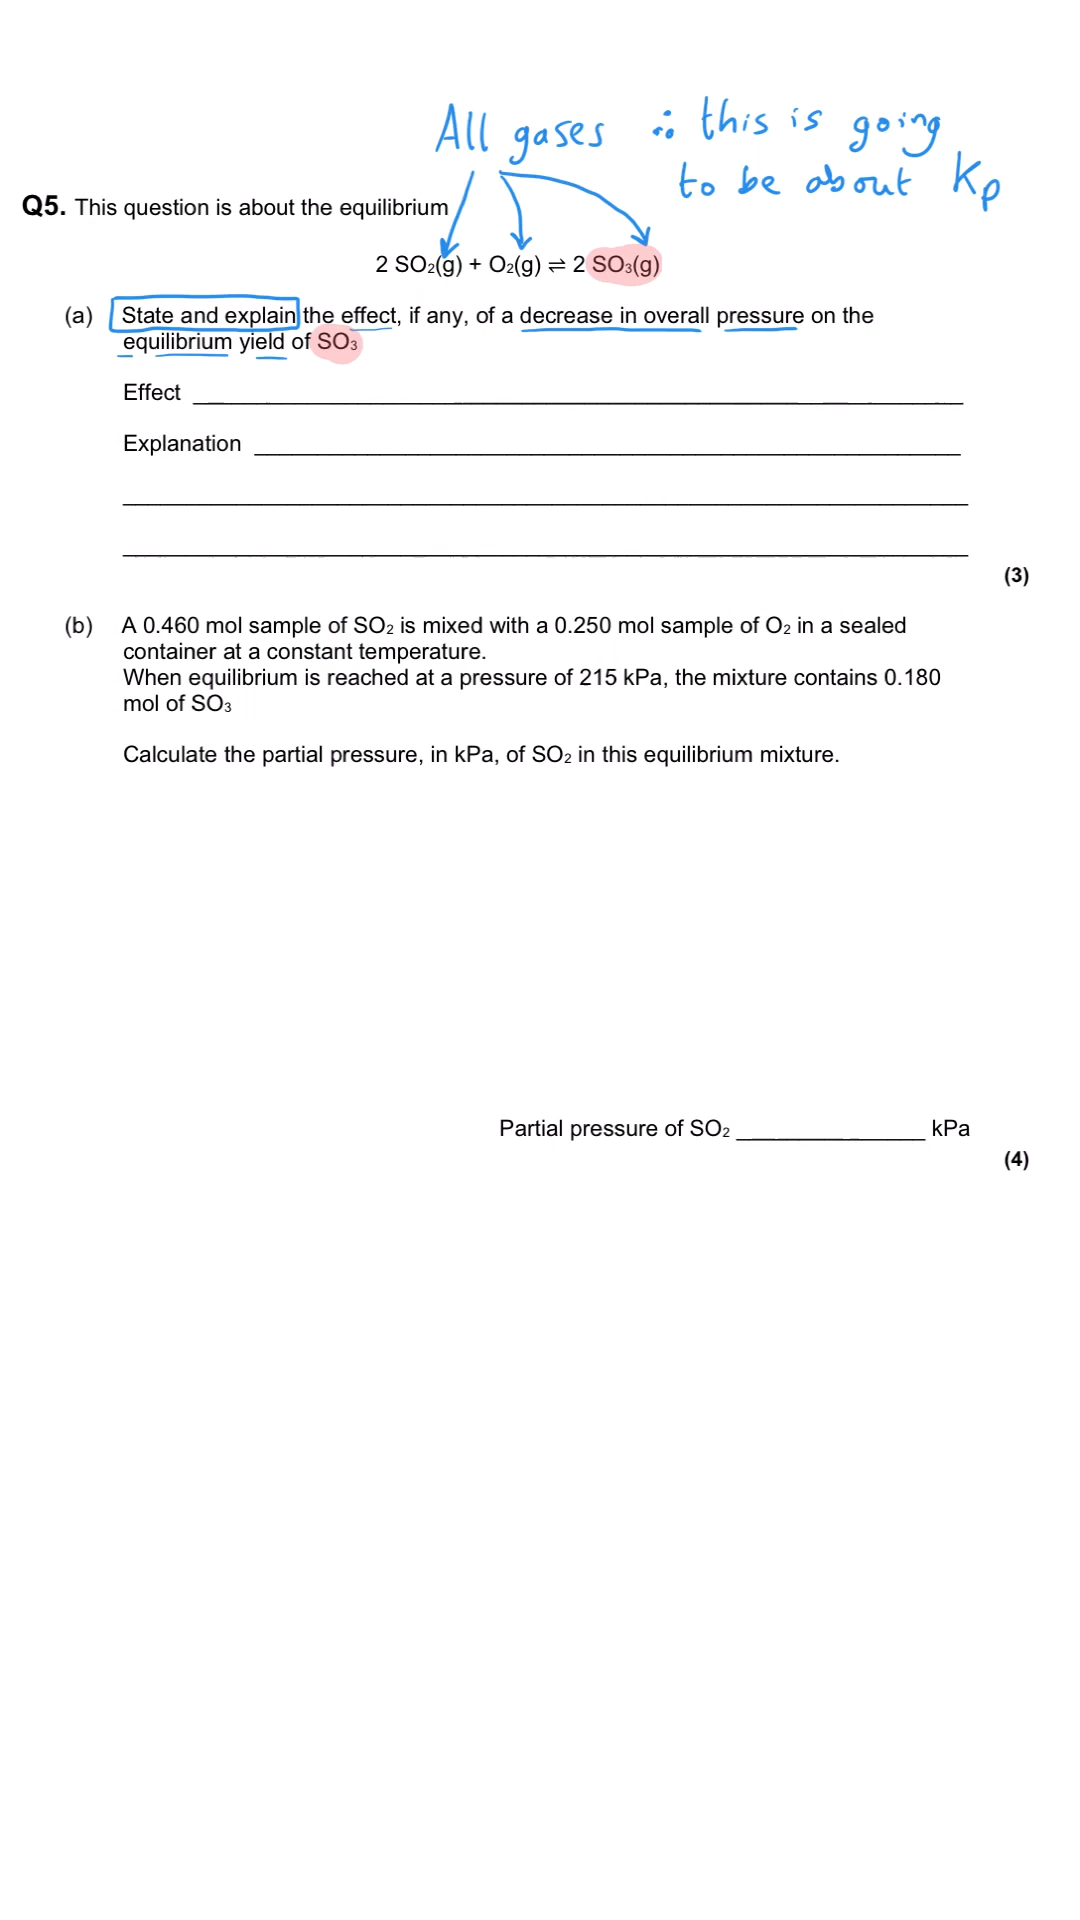 All gases ∴ this is going
to be about Kp
Q5. This question is about the equilibrium
2 SO₂(g) + O₂(g) ⇌ 2 SO₃(g)
(a) State and explain the effect, if any, of a decrease in overall pressure on the
equilibrium yield of SO₃
Effect
Explanation
(3)
(b) A 0.460 mol sample of SO₂ is mixed with a 0.250 mol sample of O₂ in a sealed
container at a constant temperature.
When equilibrium is reached at a pressure of 215 kPa, the mixture contains 0.180
mol of SO₃
Calculate the partial pressure, in kPa, of SO₂ in this equilibrium mixture.
Partial pressure of SO₂ kPa
(4)